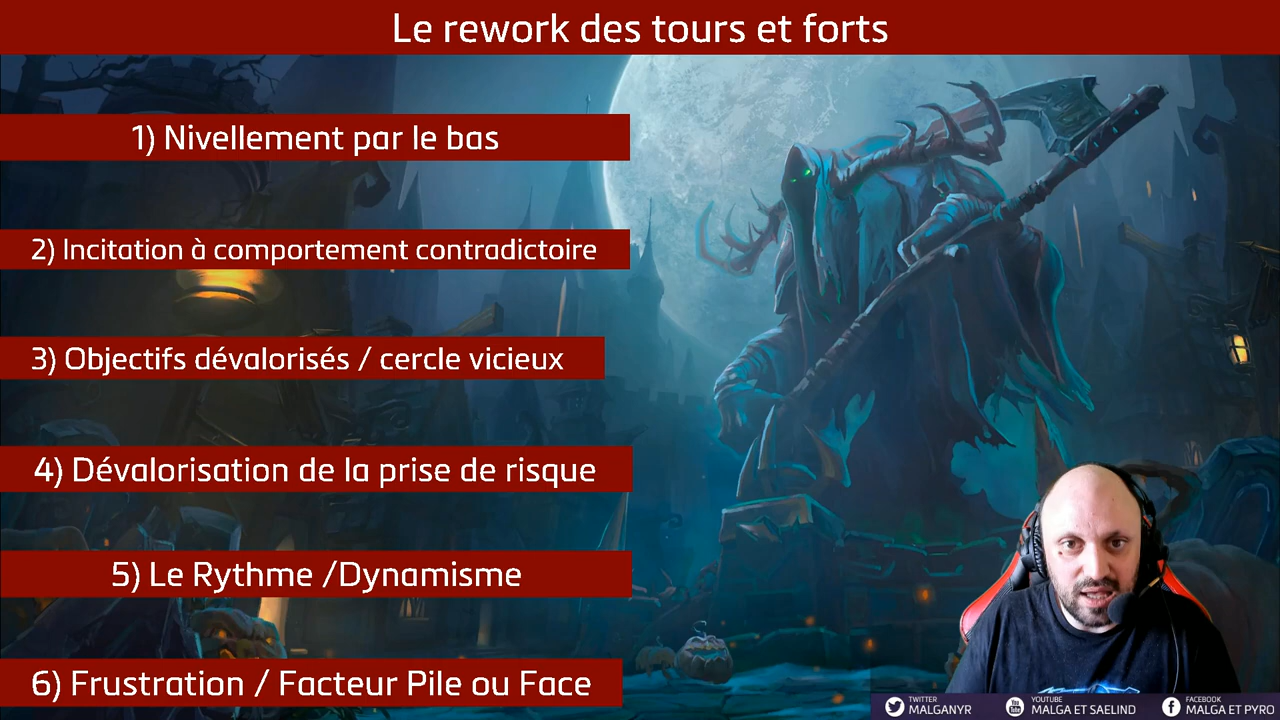 Le rework des tours et forts
1) Nivellement par le bas
2) Incitation à comportement contradictoire
3) Objectifs dévalorisés / cercle vicieux
4) Dévalorisation de la prise de risque
5) Le Rythme /Dynamisme
6) Frustration / Facteur Pile ou Face
TWITTER
MALGANYR
You Tube
YOUTUBE
MALGA ET SAELIND
FACEBOOK
MALGA ET PYRO